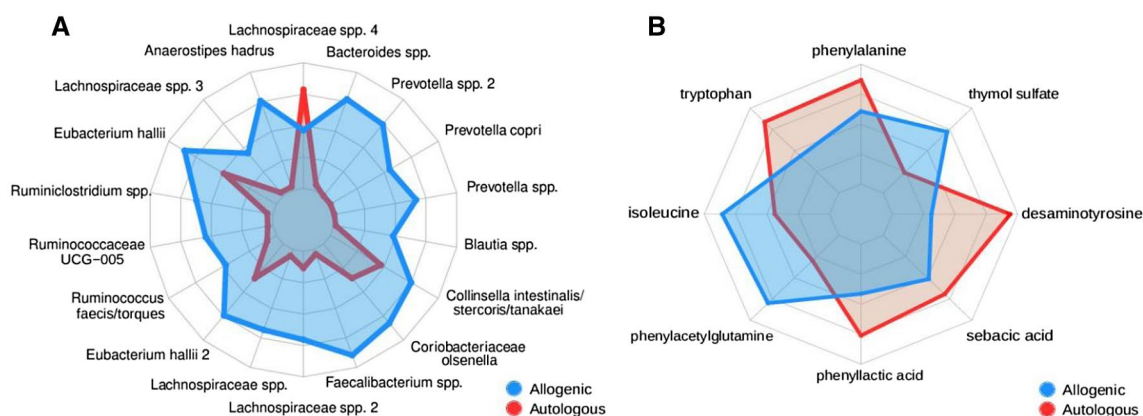 A
Lachnospiraceae spp. 4
Anaerostipes hadrus
Bacteroides spp.
Lachnospiraceae spp. 3
Prevotella spp. 2
Eubacterium hallii
Prevotella copri
Ruminiclostridium spp.
Prevotella spp.
Ruminococcaceae
UCG−005
Blautia spp.
Ruminococcus
faecis/torques
Collinsella intestinalis/
stercoris/tanakaei
Eubacterium hallii 2
Coriobacteriaceae
olsenella
Lachnospiraceae spp.
Faecalibacterium spp.
Lachnospiraceae spp. 2
Allogenic
Autologous
B
phenylalanine
tryptophan
thymol sulfate
isoleucine
desaminotyrosine
phenylacetylglutamine
sebacic acid
phenyllactic acid
Allogenic
Autologous